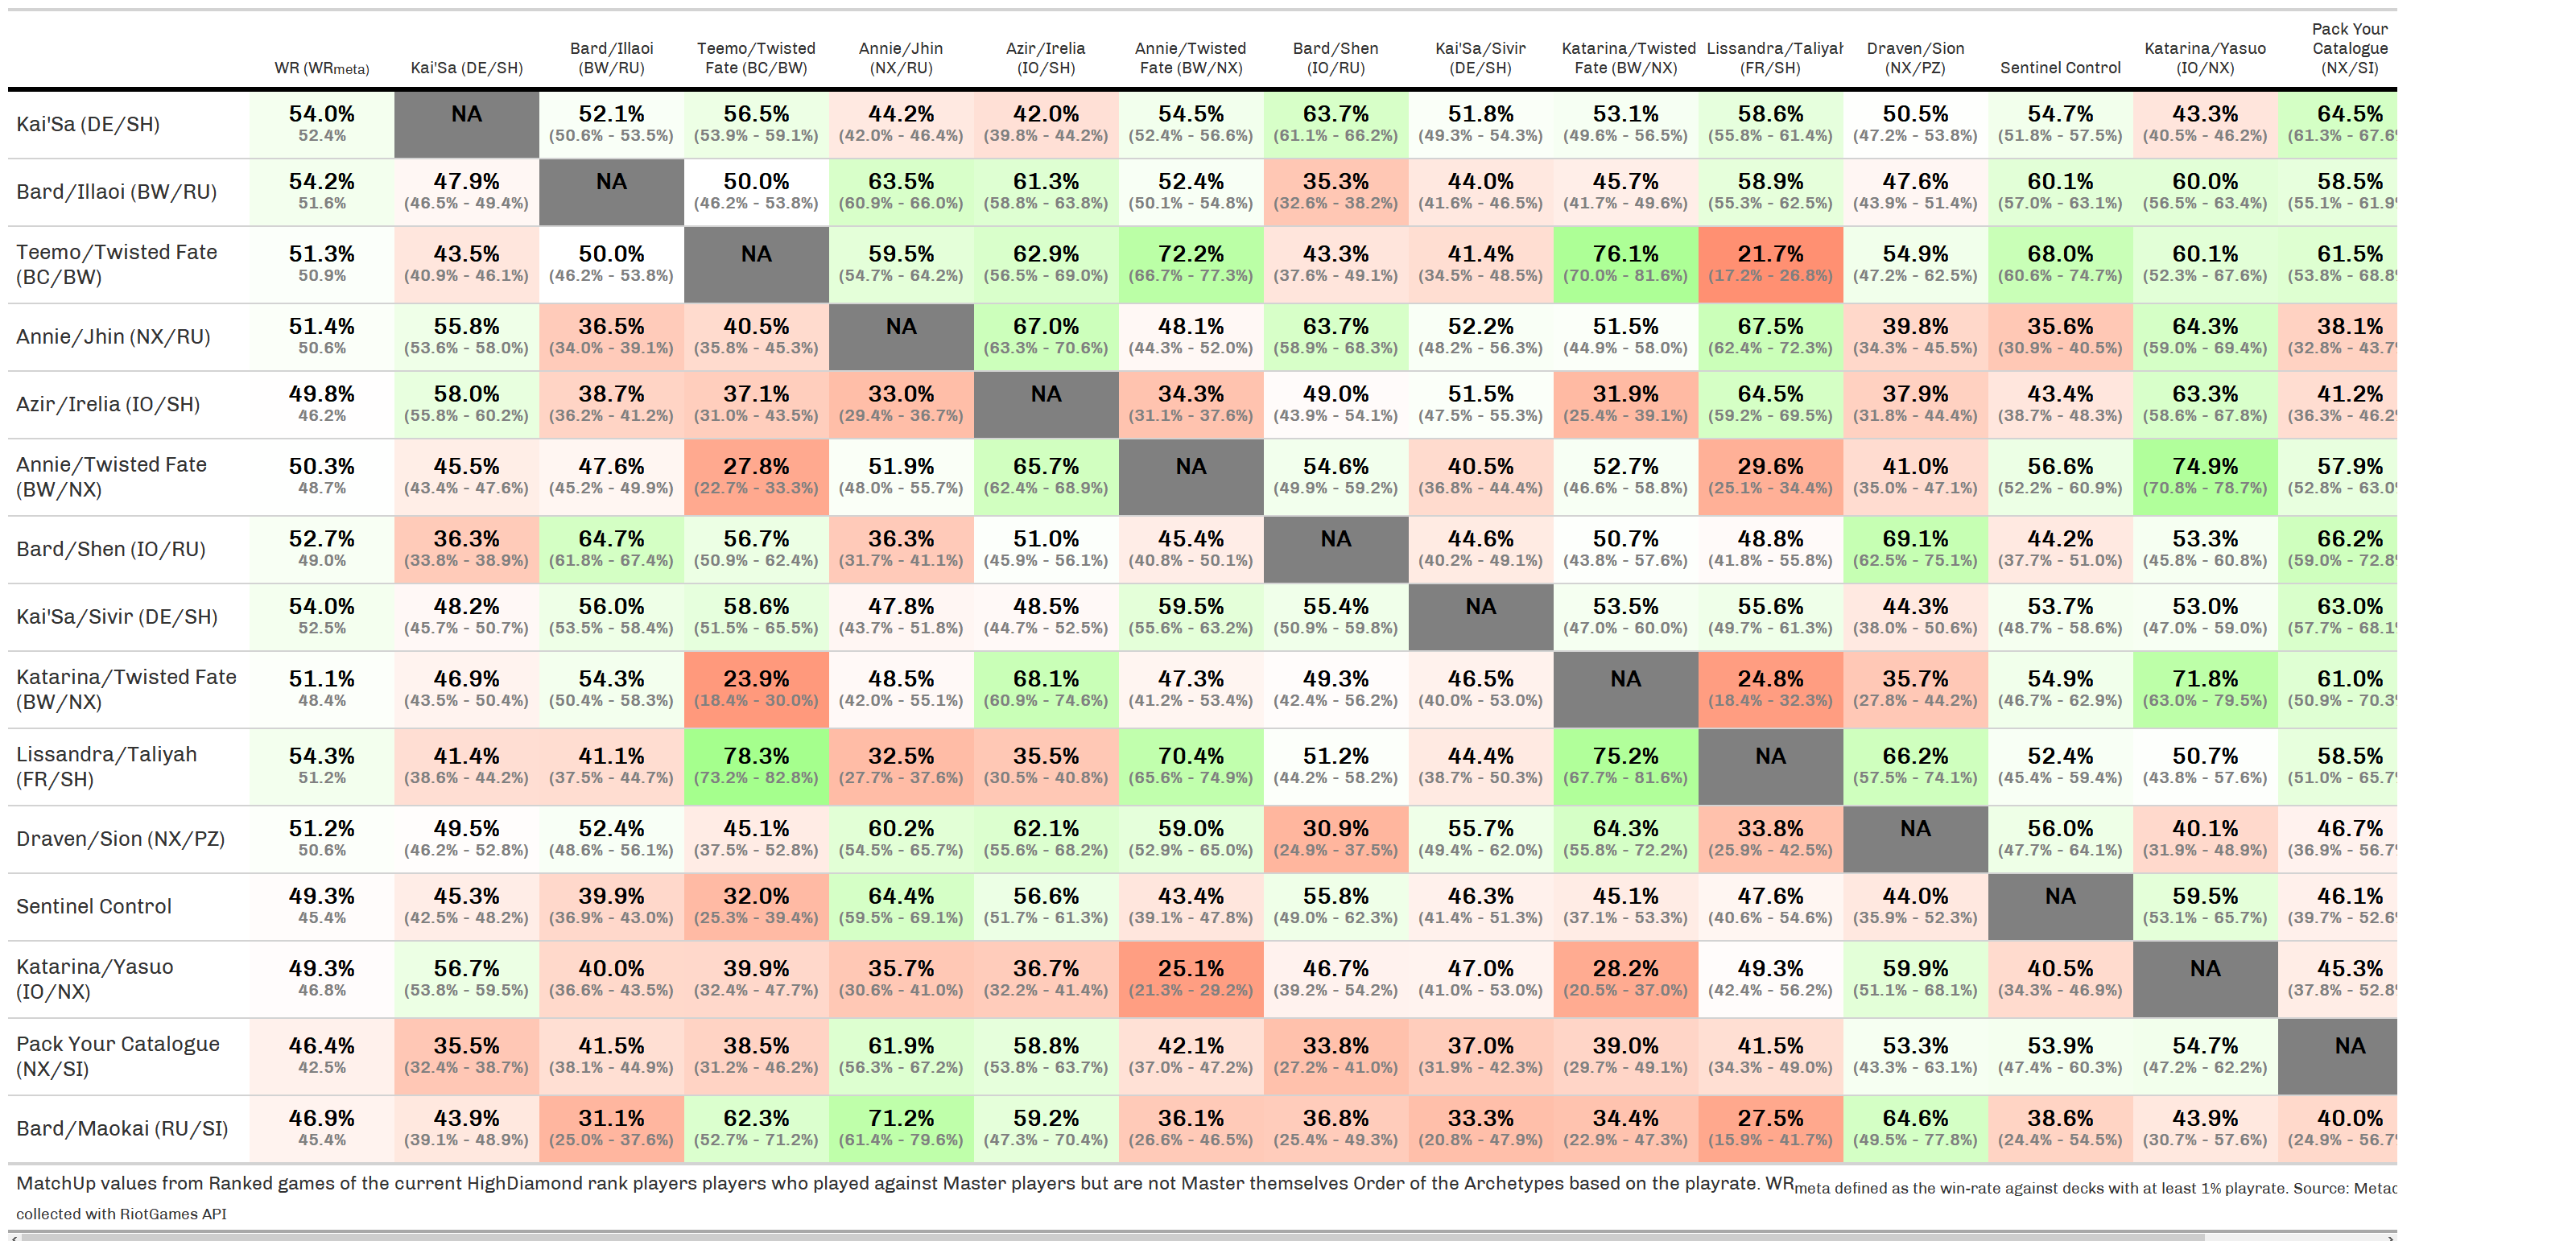 WR (WRmeta) Kai'Sa (DE/SH) Bard/Illaoi (BW/RU) Teemo/Twisted Fate (BC/BW) Annie/Jhin (NX/RU) Azir/Irelia (IO/SH) Annie/Twisted Fate (BW/NX) Bard/Shen (IO/RU) Kai'Sa/Sivir (DE/SH) Katarina/Twisted Fate (BW/NX) Lissandra/Taliyah (FR/SH) Draven/Sion (NX/PZ) Sentinel Control Katarina/Yasuo (IO/NX) Pack Your Catalogue (NX/SI)
Kai'Sa (DE/SH) 54.0% NA 52.1% 56.5% 44.2% 42.0% 54.5% 63.7% 51.8% 53.1% 58.6% 50.5% 54.7% 43.3% 64.5%
52.4% (50.6% - 53.5%) (53.9% - 59.1%) (42.0% - 46.4%) (39.8% - 44.2%) (52.4% - 56.6%) (61.1% - 66.2%) (49.3% - 54.3%) (49.6% - 56.5%) (55.8% - 61.4%) (47.2% - 53.8%) (51.8% - 57.5%) (40.5% - 46.2%) (61.3% - 67.6
Bard/Illaoi (BW/RU) 54.2% 47.9% NA 50.0% 63.5% 61.3% 52.4% 35.3% 44.0% 45.7% 58.9% 47.6% 60.1% 60.0% 58.5%
51.6% (46.5% - 49.4%) (46.2% - 53.8%) (60.9% - 66.0%) (58.8% - 63.8%) (50.1% - 54.8%) (32.6% - 38.2%) (41.6% - 46.5%) (41.7% - 49.6%) (55.3% - 62.5%) (43.9% - 51.4%) (57.0% - 63.1%) (56.5% - 63.4%) (55.1% - 61.9
Teemo/Twisted Fate (BC/BW) 51.3% 43.5% 50.0% NA 59.5% 62.9% 72.2% 43.3% 41.4% 76.1% 21.7% 54.9% 68.0% 60.1% 61.5%
50.9% (40.9% - 46.1%) (46.2% - 53.8%) (54.7% - 64.2%) (56.5% - 69.0%) (66.7% - 77.3%) (37.6% - 49.1%) (34.5% - 48.5%) (70.0% - 81.6%) (17.2% - 26.8%) (47.2% - 62.5%) (60.6% - 74.7%) (52.3% - 67.6%) (53.8% - 68.8
Annie/Jhin (NX/RU) 51.4% 55.8% 36.5% 40.5% NA 67.0% 48.1% 63.7% 52.2% 51.5% 67.5% 39.8% 35.6% 64.3% 38.1%
50.6% (53.6% - 58.0%) (34.0% - 39.1%) (35.8% - 45.3%) (63.3% - 70.6%) (44.3% - 52.0%) (58.9% - 68.3%) (48.2% - 56.3%) (44.9% - 58.0%) (62.4% - 72.3%) (34.3% - 45.5%) (30.9% - 40.5%) (59.0% - 69.4%) (32.8% - 43.7
Azir/Irelia (IO/SH) 49.8% 58.0% 38.7% 37.1% 33.0% NA 34.3% 49.0% 51.5% 31.9% 64.5% 37.9% 43.4% 63.3% 41.2%
46.2% (55.8% - 60.2%) (36.2% - 41.2%) (31.0% - 43.5%) (29.4% - 36.7%) (31.1% - 37.6%) (43.9% - 54.1%) (47.5% - 55.3%) (25.4% - 39.1%) (59.2% - 69.5%) (31.8% - 44.4%) (38.7% - 48.3%) (58.6% - 67.8%) (36.3% - 46.2
Annie/Twisted Fate (BW/NX) 50.3% 45.5% 47.6% 27.8% 51.9% 65.7% NA 54.6% 40.5% 52.7% 29.6% 41.0% 56.6% 74.9% 57.9%
48.7% (43.4% - 47.6%) (45.2% - 49.9%) (22.7% - 33.3%) (48.0% - 55.7%) (62.4% - 68.9%) (49.9% - 59.2%) (36.8% - 44.4%) (46.6% - 58.8%) (25.1% - 34.4%) (35.0% - 47.1%) (52.2% - 60.9%) (70.8% - 78.7%) (52.8% - 63.0
Bard/Shen (IO/RU) 52.7% 36.3% 64.7% 56.7% 36.3% 51.0% 45.4% NA 44.6% 50.7% 48.8% 69.1% 44.2% 53.3% 66.2%
49.0% (33.8% - 38.9%) (61.8% - 67.4%) (50.9% - 62.4%) (31.7% - 41.1%) (45.9% - 56.1%) (40.8% - 50.1%) (40.2% - 49.1%) (43.8% - 57.6%) (41.8% - 55.8%) (62.5% - 75.1%) (37.7% - 51.0%) (45.8% - 60.8%) (59.0% - 72.8
Kai'Sa/Sivir (DE/SH) 54.0% 48.2% 56.0% 58.6% 47.8% 48.5% 59.5% 55.4% NA 53.5% 55.6% 44.3% 53.7% 53.0% 63.0%
52.5% (45.7% - 50.7%) (53.5% - 58.4%) (51.5% - 65.5%) (43.7% - 51.8%) (44.7% - 52.5%) (55.6% - 63.2%) (50.9% - 59.8%) (47.0% - 60.0%) (49.7% - 61.3%) (38.0% - 50.6%) (48.7% - 58.6%) (47.0% - 59.0%) (57.7% - 68.1
Katarina/Twisted Fate (BW/NX) 51.1% 46.9% 54.3% 23.9% 48.5% 68.1% 47.3% 49.3% 46.5% NA 24.8% 35.7% 54.9% 71.8% 61.0%
48.4% (43.5% - 50.4%) (50.4% - 58.3%) (18.4% - 30.0%) (42.0% - 55.1%) (60.9% - 74.6%) (41.2% - 53.4%) (42.4% - 56.2%) (40.0% - 53.0%) (18.4% - 32.3%) (27.8% - 44.2%) (46.7% - 62.9%) (63.0% - 79.5%) (50.9% - 70.3
Lissandra/Taliyah (FR/SH) 54.3% 41.4% 41.1% 78.3% 32.5% 35.5% 70.4% 51.2% 44.4% 75.2% NA 66.2% 52.4% 50.7% 58.5%
51.2% (38.6% - 44.2%) (37.5% - 44.7%) (73.2% - 82.8%) (27.7% - 37.6%) (30.5% - 40.8%) (65.6% - 74.9%) (44.2% - 58.2%) (38.7% - 50.3%) (67.7% - 81.6%) (57.5% - 74.1%) (45.4% - 59.4%) (43.8% - 57.6%) (51.0% - 65.7
Draven/Sion (NX/PZ) 51.2% 49.5% 52.4% 45.1% 60.2% 62.1% 59.0% 30.9% 55.7% 64.3% 33.8% NA 56.0% 40.1% 46.7%
50.6% (46.2% - 52.8%) (48.6% - 56.1%) (37.5% - 52.8%) (54.5% - 65.7%) (55.6% - 68.2%) (52.9% - 65.0%) (24.9% - 37.5%) (49.4% - 62.0%) (55.8% - 72.2%) (25.9% - 42.5%) (47.7% - 64.1%) (31.9% - 48.9%) (36.9% - 56.7
Sentinel Control 49.3% 45.3% 39.9% 32.0% 64.4% 56.6% 43.4% 55.8% 46.3% 45.1% 47.6% 44.0% NA 59.5% 46.1%
45.4% (42.5% - 48.2%) (36.9% - 43.0%) (25.3% - 39.4%) (59.5% - 69.1%) (51.7% - 61.3%) (39.1% - 47.8%) (49.0% - 62.3%) (41.4% - 51.3%) (37.1% - 53.3%) (40.6% - 54.6%) (35.9% - 52.3%) (53.1% - 65.7%) (39.7% - 52.6
Katarina/Yasuo (IO/NX) 49.3% 56.7% 40.0% 39.9% 35.7% 36.7% 25.1% 46.7% 47.0% 28.2% 49.3% 59.9% 40.5% NA 45.3%
46.8% (53.8% - 59.5%) (36.6% - 43.5%) (32.4% - 47.7%) (30.6% - 41.0%) (32.2% - 41.4%) (21.3% - 29.2%) (39.2% - 54.2%) (41.0% - 53.0%) (20.5% - 37.0%) (42.4% - 56.2%) (51.1% - 68.1%) (34.3% - 46.9%) (37.8% - 52.8
Pack Your Catalogue (NX/SI) 46.4% 35.5% 41.5% 38.5% 61.9% 58.8% 42.1% 33.8% 37.0% 39.0% 41.5% 53.3% 53.9% 54.7% NA
42.5% (32.4% - 38.7%) (38.1% - 44.9%) (31.2% - 46.2%) (56.3% - 67.2%) (53.8% - 63.7%) (37.0% - 47.2%) (27.2% - 41.0%) (31.9% - 42.3%) (29.7% - 49.1%) (34.3% - 49.0%) (43.3% - 63.1%) (47.4% - 60.3%) (47.2% - 62.2%)
Bard/Maokai (RU/SI) 46.9% 43.9% 31.1% 62.3% 71.2% 59.2% 36.1% 36.8% 33.3% 34.4% 27.5% 64.6% 38.6% 43.9% 40.0%
45.4% (39.1% - 48.9%) (25.0% - 37.6%) (52.7% - 71.2%) (61.4% - 79.6%) (47.3% - 70.4%) (26.6% - 46.5%) (25.4% - 49.3%) (20.8% - 47.9%) (22.9% - 47.3%) (15.9% - 41.7%) (49.5% - 77.8%) (24.4% - 54.5%) (30.7% - 57.6%) (24.9% - 56.7
MatchUp values from Ranked games of the current HighDiamond rank players players who played against Master players but are not Master themselves Order of the Archetypes based on the playrate. WRmeta defined as the win-rate against decks with at least 1% playrate. Source: Metac
collected with RiotGames API